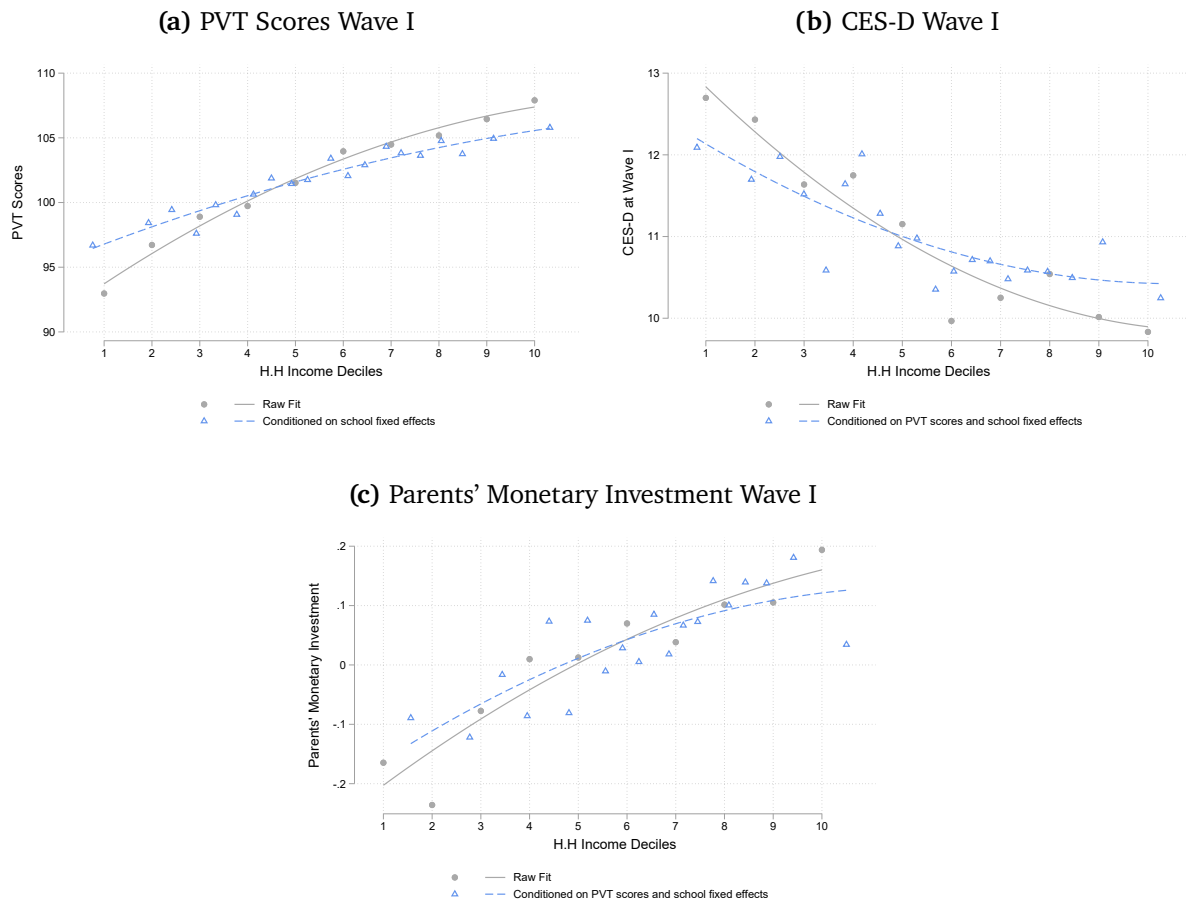 (a) PVT Scores Wave I
110
105
100
95
90
PVT Scores
1 2 3 4 5 6 7 8 9 10
H.H Income Deciles
Raw Fit
Conditioned on school fixed effects
(b) CES-D Wave I
13
12
11
10
CES-D at Wave I
1 2 3 4 5 6 7 8 9 10
H.H Income Deciles
Raw Fit
Conditioned on PVT scores and school fixed effects
(c) Parents' Monetary Investment Wave I
.2
.1
0
-.1
-.2
Parents' Monetary Investment
1 2 3 4 5 6 7 8 9 10
H.H Income Deciles
Raw Fit
Conditioned on PVT scores and school fixed effects